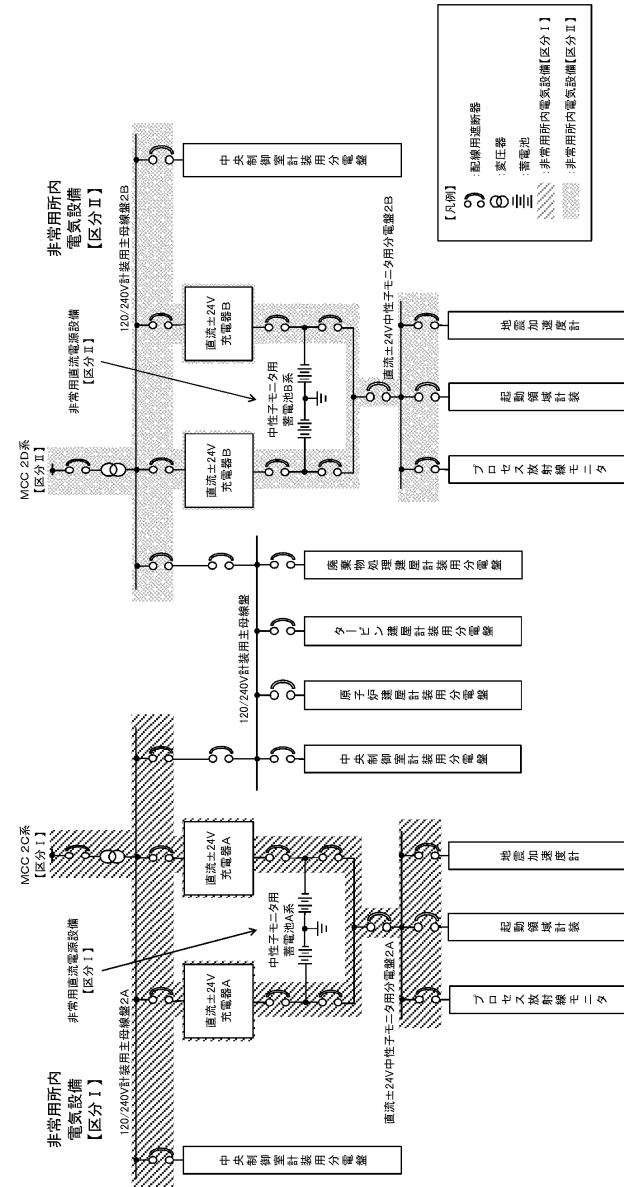 非常用所内
電気設備
【区分Ⅰ】
MCC 2C系
【区分Ⅰ】
非常用直流電源設備
【区分Ⅰ】
120/240V計装用主母線盤2A
直流±24V
充電器A
直流±24V
充電器A
中性子モニタ用
蓄電池A系
直流±24V中性子モニタ用分電盤2A
中央制御室計装用分電盤
プロセス放射線モニタ
起動領域計装
地震加速度計
120/240V計装用主母線盤
中央制御室計装用分電盤
原子炉建屋計装用分電盤
タービン建屋計装用分電盤
廃棄物処理建屋計装用分電盤
MCC 2D系
【区分Ⅱ】
非常用直流電源設備
【区分Ⅱ】
非常用所内
電気設備
【区分Ⅱ】
120/240V計装用主母線盤2B
直流±24V
充電器B
直流±24V
充電器B
中性子モニタ用
蓄電池B系
直流±24V中性子モニタ用分電盤2B
プロセス放射線モニタ
起動領域計装
地震加速度計
中央制御室計装用分電盤
【凡例】
:配線用遮断器
:変圧器
:蓄電池
:非常用所内電気設備【区分Ⅰ】
:非常用所内電気設備【区分Ⅱ】